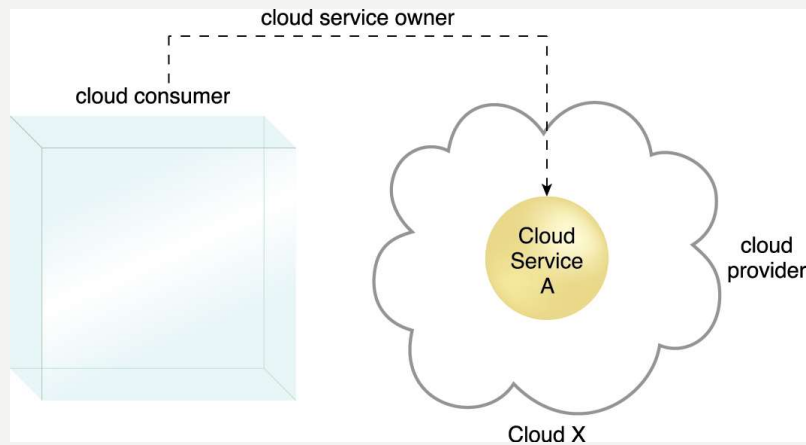 cloud service owner
cloud consumer
Cloud
Service
A
cloud
provider
Cloud X